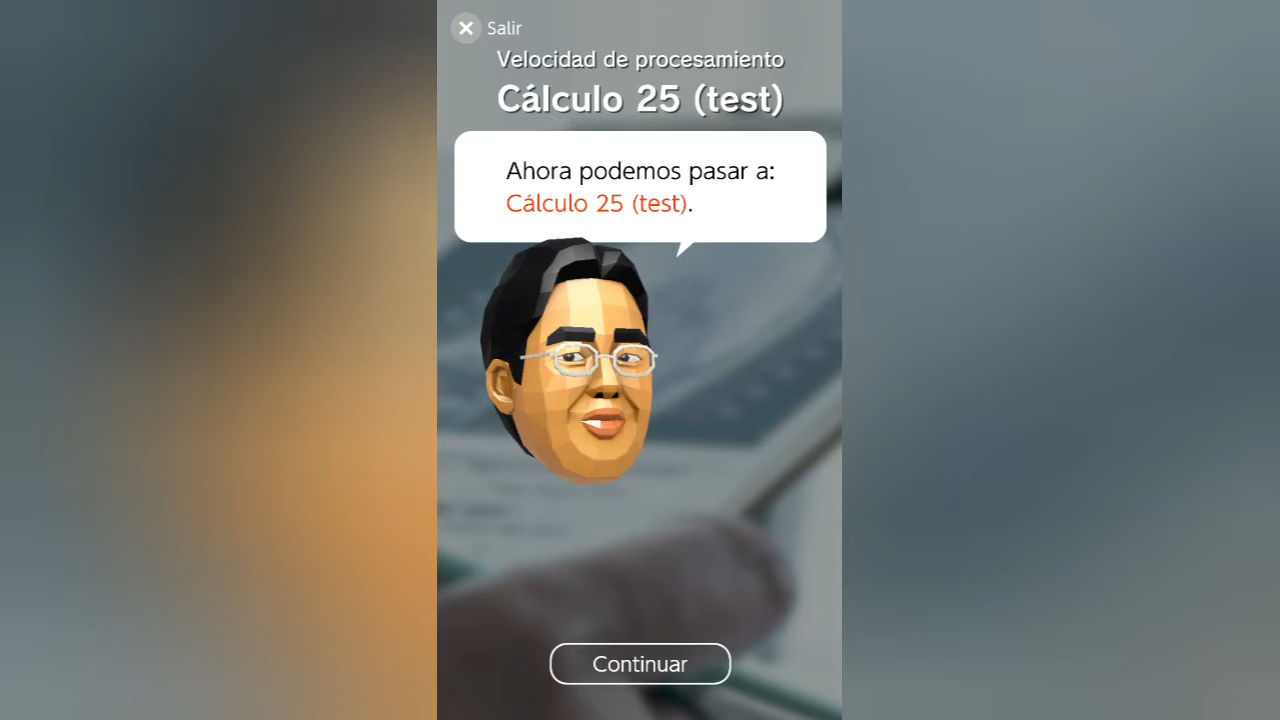 Salir
Velocidad de procesamiento
Cálculo 25 (test)
Ahora podemos pasar a:
Cálculo 25 (test).
Continuar